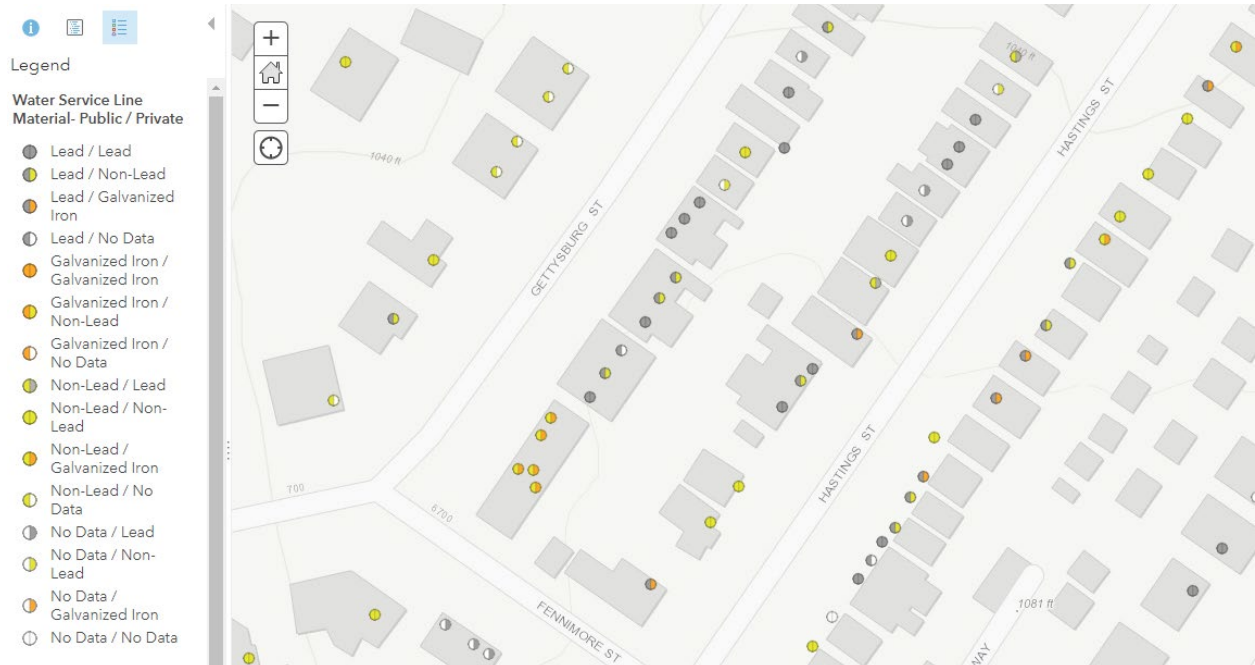 Legend
Water Service Line
Material- Public / Private
Lead / Lead
Lead / Non-Lead
Lead / Galvanized
Iron
Lead / No Data
Galvanized Iron /
Galvanized Iron
Galvanized Iron /
Non-Lead
Galvanized Iron /
No Data
Non-Lead / Lead
Non-Lead / Non-
Lead
Non-Lead /
Galvanized Iron
Non-Lead / No
Data
No Data / Lead
No Data / Non-
Lead
No Data /
Galvanized Iron
No Data / No Data
+
−
1040 ft
1040 ft
HASTINGS ST
GETTYSBURG ST
HASTINGS ST
700
6700
FENNIMORE ST
1081 ft
WAY